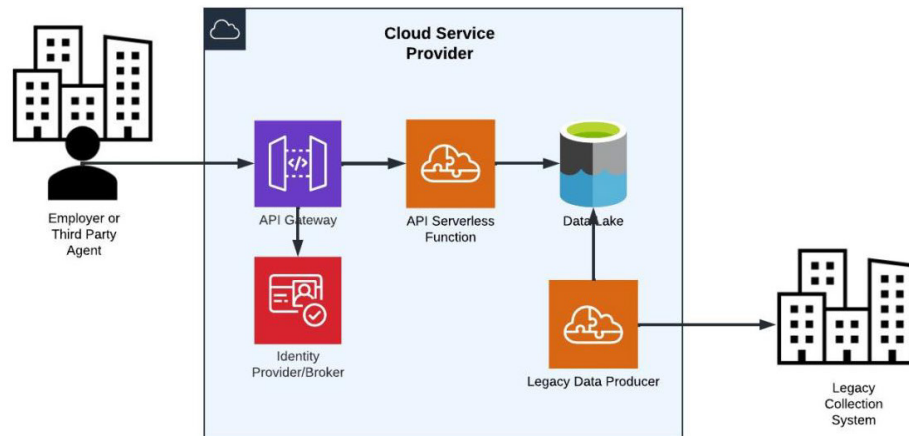 Cloud Service
Provider
Employer or
Third Party
Agent
API Gateway
API Serverless
Function
Data Lake
Identity
Provider/Broker
Legacy Data Producer
Legacy
Collection
System